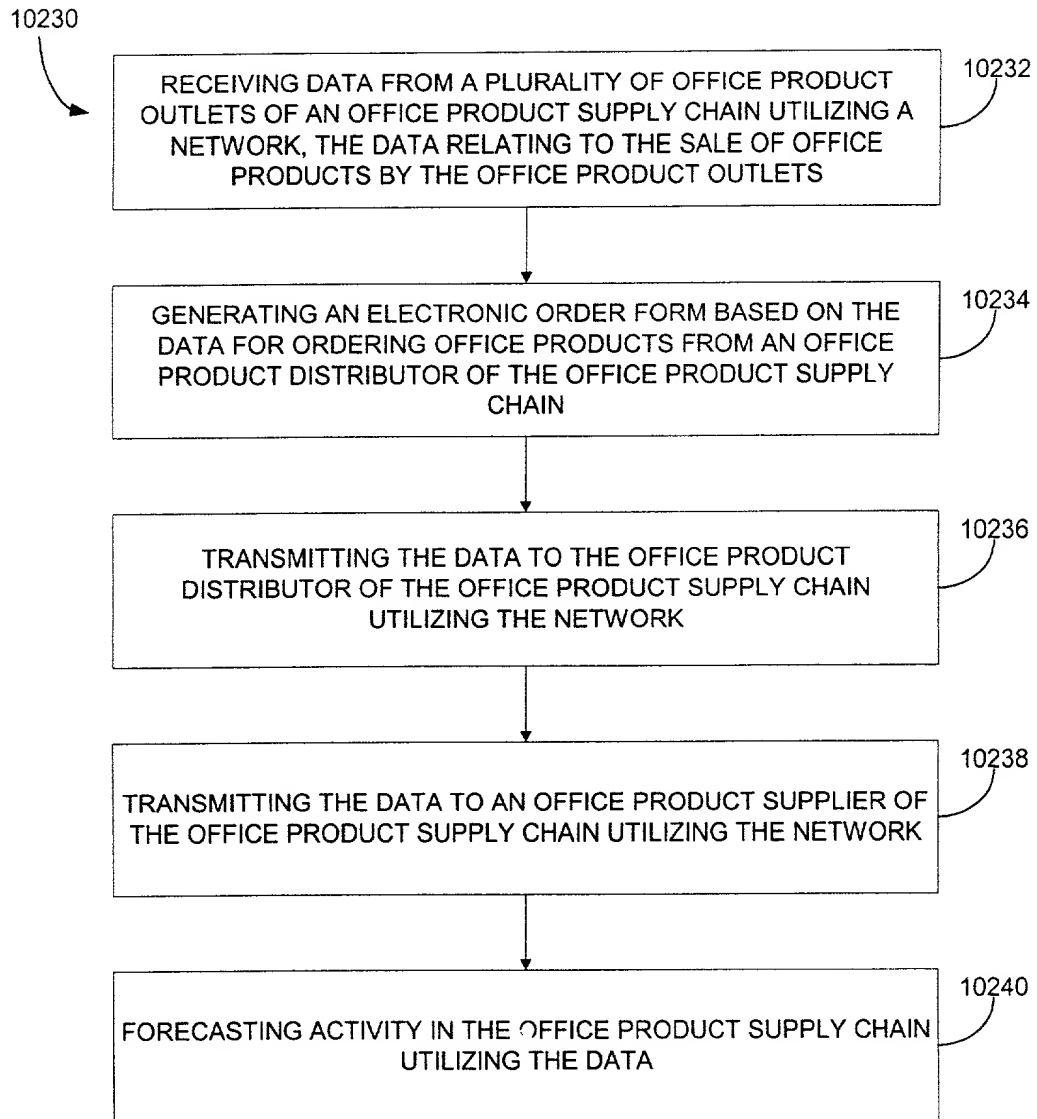 10230
RECEIVING DATA FROM A PLURALITY OF OFFICE PRODUCT
OUTLETS OF AN OFFICE PRODUCT SUPPLY CHAIN UTILIZING A
NETWORK, THE DATA RELATING TO THE SALE OF OFFICE
PRODUCTS BY THE OFFICE PRODUCT OUTLETS
10232
GENERATING AN ELECTRONIC ORDER FORM BASED ON THE
DATA FOR ORDERING OFFICE PRODUCTS FROM AN OFFICE
PRODUCT DISTRIBUTOR OF THE OFFICE PRODUCT SUPPLY
CHAIN
10234
TRANSMITTING THE DATA TO THE OFFICE PRODUCT
DISTRIBUTOR OF THE OFFICE PRODUCT SUPPLY CHAIN
UTILIZING THE NETWORK
10236
TRANSMITTING THE DATA TO AN OFFICE PRODUCT SUPPLIER OF
THE OFFICE PRODUCT SUPPLY CHAIN UTILIZING THE NETWORK
10238
FORECASTING ACTIVITY IN THE OFFICE PRODUCT SUPPLY CHAIN
UTILIZING THE DATA
10240